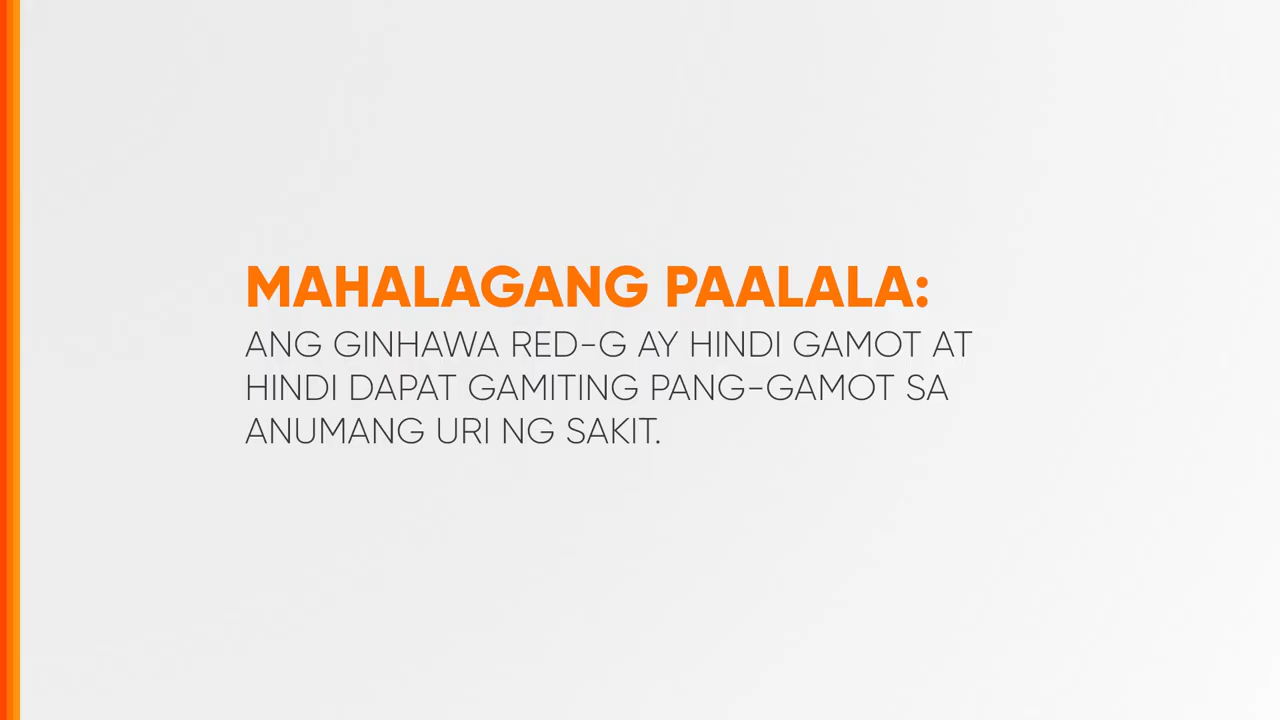 MAHALAGANG PAALALA:
ANG GINHAWA RED-G AY HINDI GAMOT AT
HINDI DAPAT GAMITING PANG-GAMOT SA
ANUMANG URI NG SAKIT.